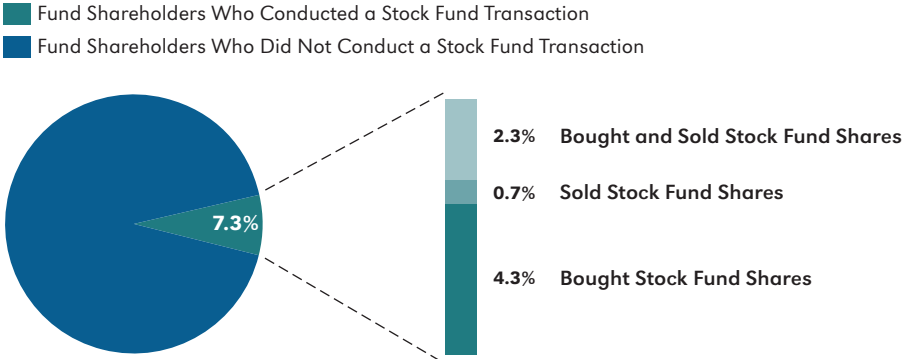 Fund Shareholders Who Conducted a Stock Fund Transaction
Fund Shareholders Who Did Not Conduct a Stock Fund Transaction
7.3%
2.3% Bought and Sold Stock Fund Shares
0.7% Sold Stock Fund Shares
4.3% Bought Stock Fund Shares